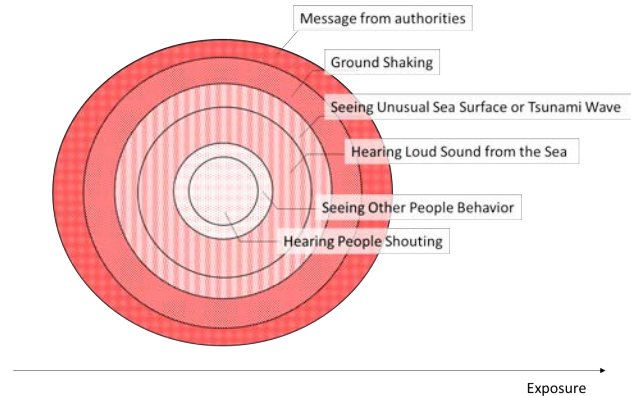 Message from authorities
Ground Shaking
Seeing Unusual Sea Surface or Tsunami Wave
Hearing Loud Sound from the Sea
Seeing Other People Behavior
Hearing People Shouting
Exposure